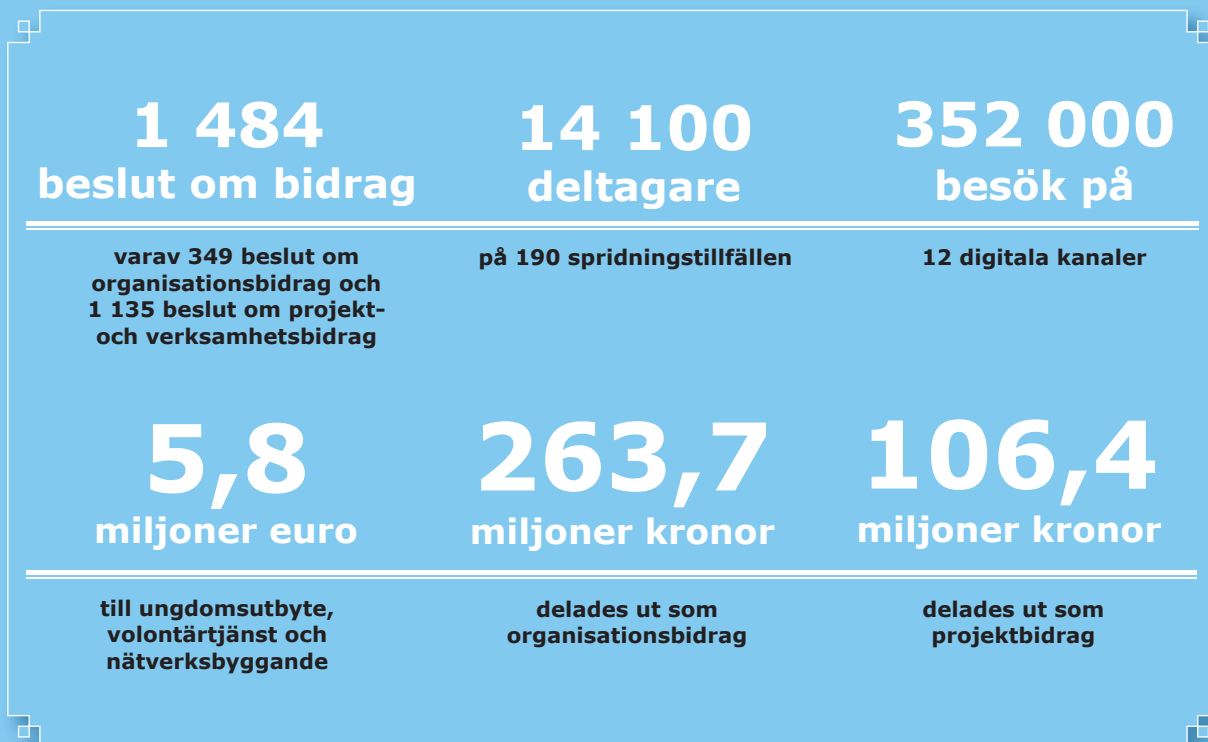 1 484
beslut om bidrag
varav 349 beslut om
organisationsbidrag och
1 135 beslut om projekt-
och verksamhetsbidrag
14 100
deltagare
på 190 spridningstillfällen
352 000
besök på
12 digitala kanaler
5,8
miljoner euro
till ungdomsutbyte,
volontärtjänst och
nätverksbyggande
263,7
miljoner kronor
delades ut som
organisationsbidrag
106,4
miljoner kronor
delades ut som
projektbidrag